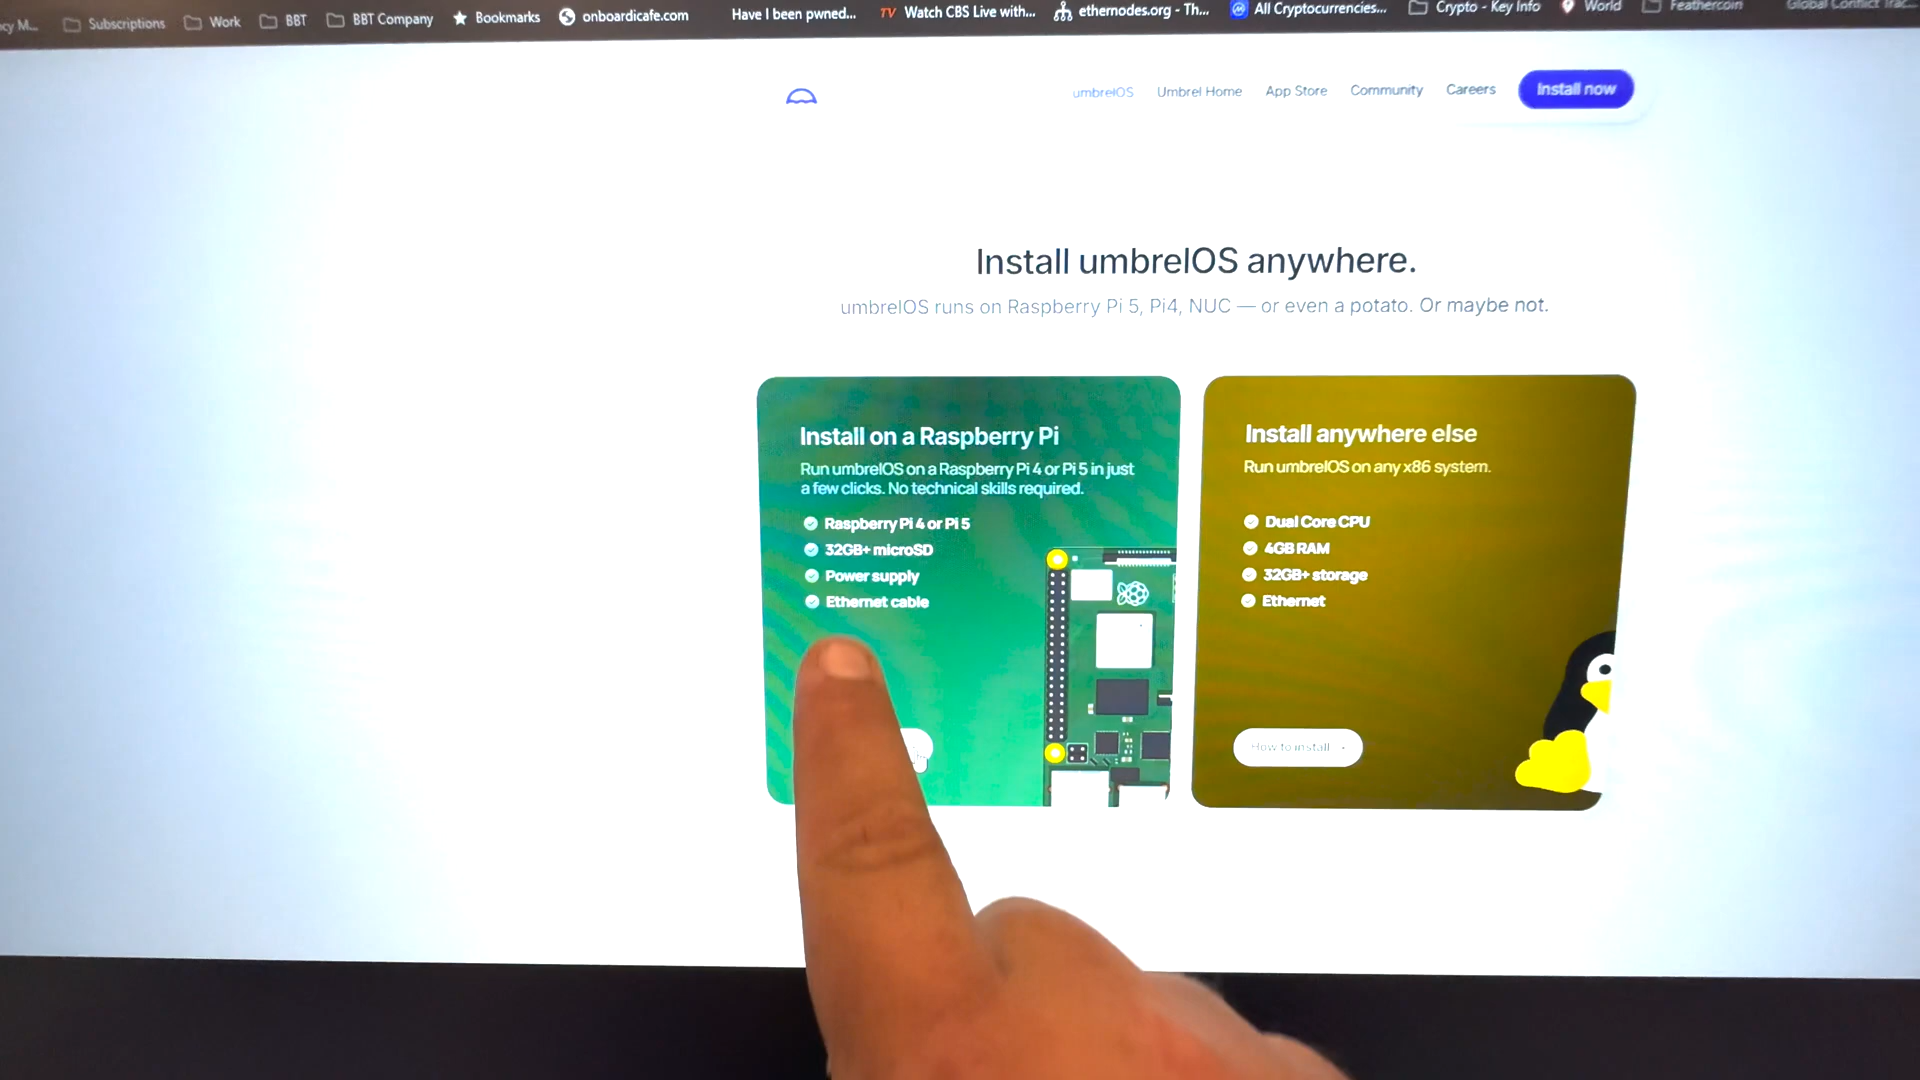 Subscriptions
Work
BBT
BBT Company
Bookmarks
onboardicafe.com
Have I been pwned...
TV Watch CBS Live with...
ethernodes.org - Th...
All Cryptocurrencies...
Crypto - Key Info
World
Feathercoin
Global Conflict Trac...
umbrelOS
Umbrel Home
App Store
Community
Careers
Install now
Install umbrelOS anywhere.
umbrelOS runs on Raspberry Pi 5, Pi4, NUC — or even a potato. Or maybe not.
Install on a Raspberry Pi
Run umbrelOS on a Raspberry Pi 4 or Pi 5 in just
a few clicks. No technical skills required.
Raspberry Pi 4 or Pi 5
32GB+ microSD
Power supply
Ethernet cable
Install anywhere else
Run umbrelOS on any x86 system.
Dual Core CPU
4GB RAM
32GB+ storage
Ethernet
How to install